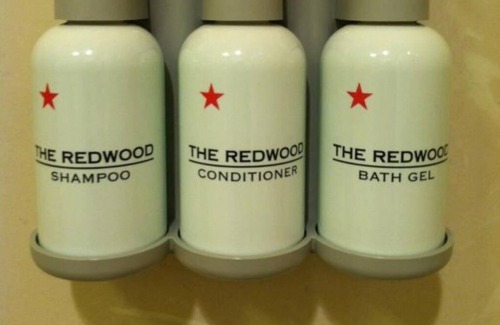 THE REDWOOD
SHAMPOO
THE REDWOOD
CONDITIONER
THE REDWOOD
BATH GEL